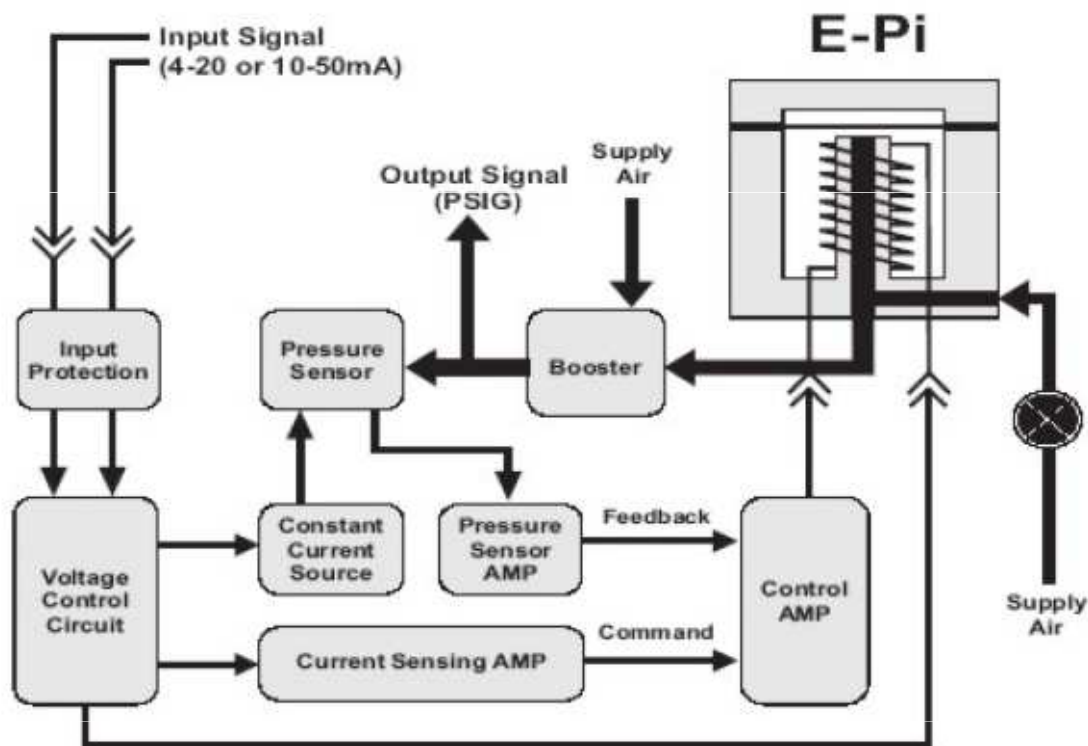 E-Pi
Input Signal
(4-20 or 10-50mA)
Supply
Air
Output Signal
(PSIG)
Input
Protection
Pressure
Sensor
Booster
Voltage
Control
Circuit
Constant
Current
Source
Pressure
Sensor
AMP
Feedback
Control
AMP
Supply
Air
Current Sensing AMP
Command